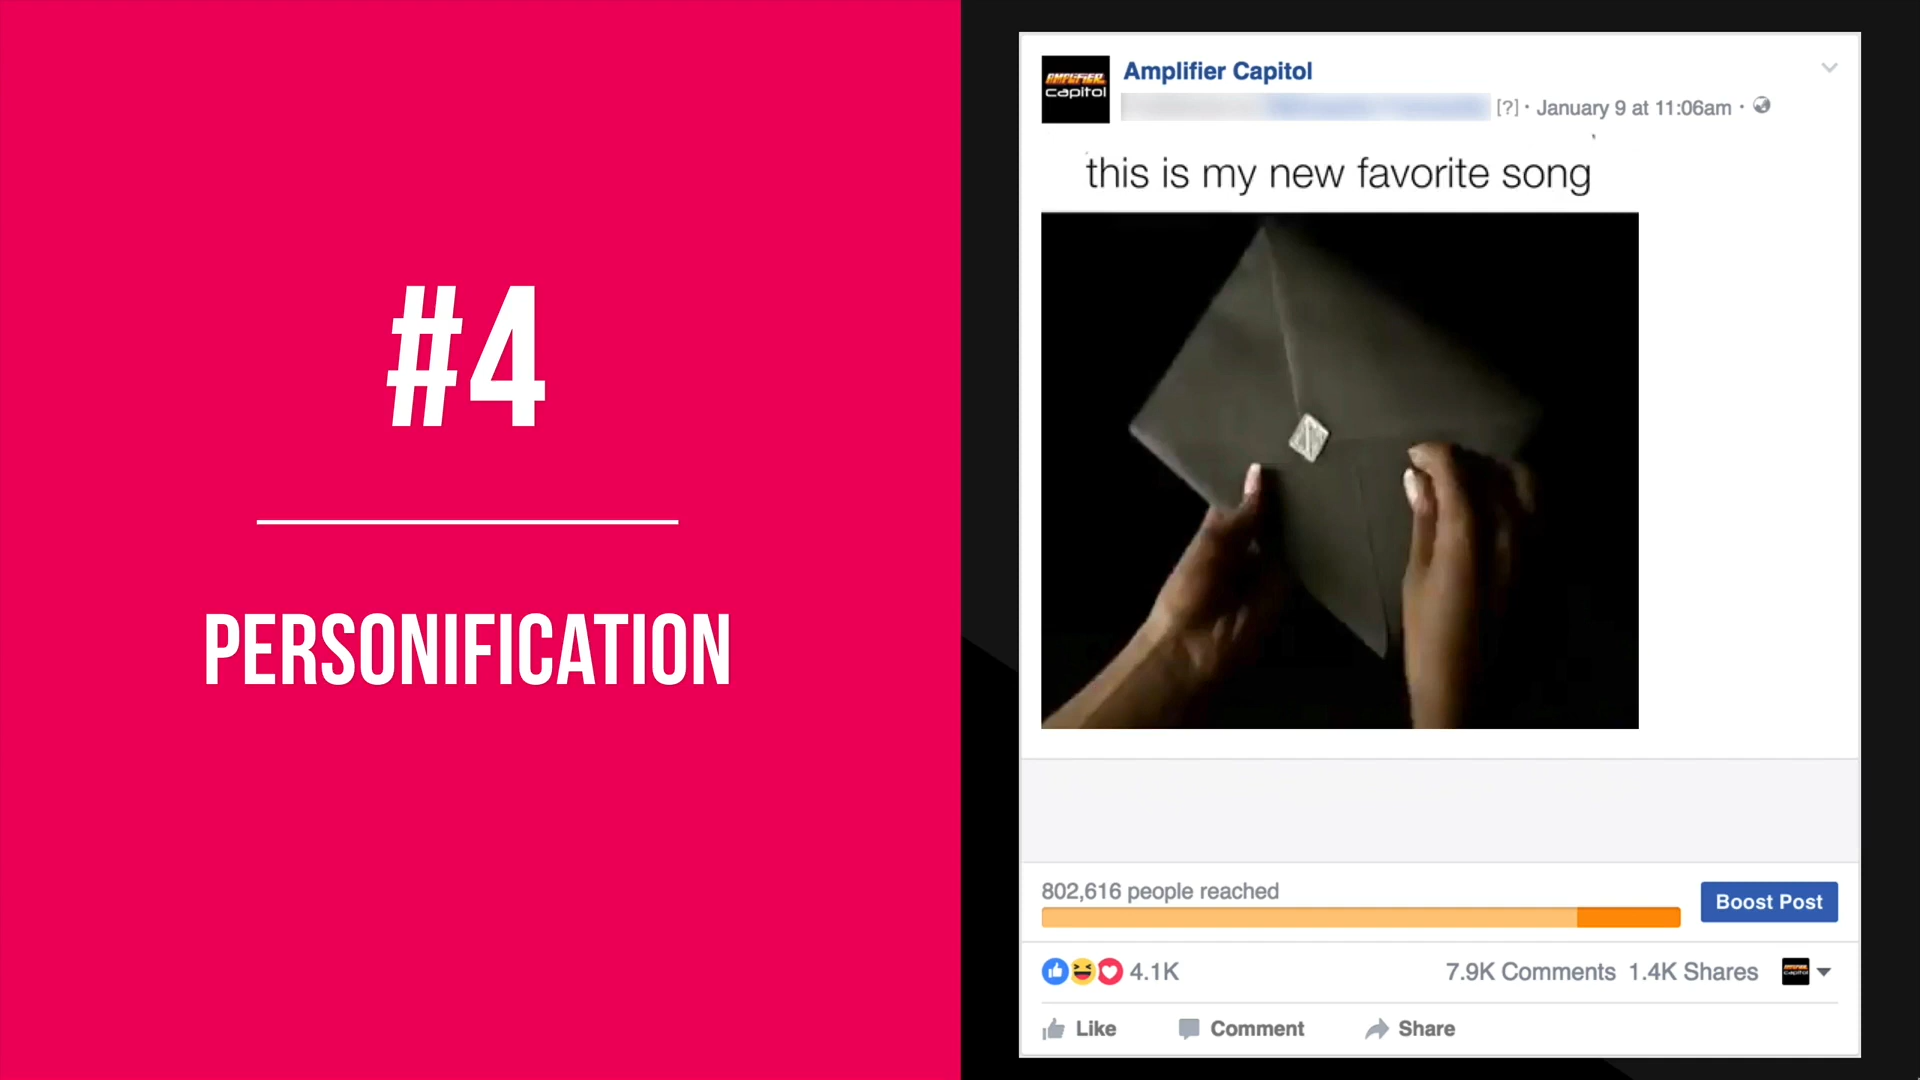 #4
PERSONIFICATION
AMPLIFIER
capitol
Amplifier Capitol
[?] · January 9 at 11:06am ·
this is my new favorite song
802,616 people reached
Boost Post
4.1K
7.9K Comments 1.4K Shares
Like Comment Share